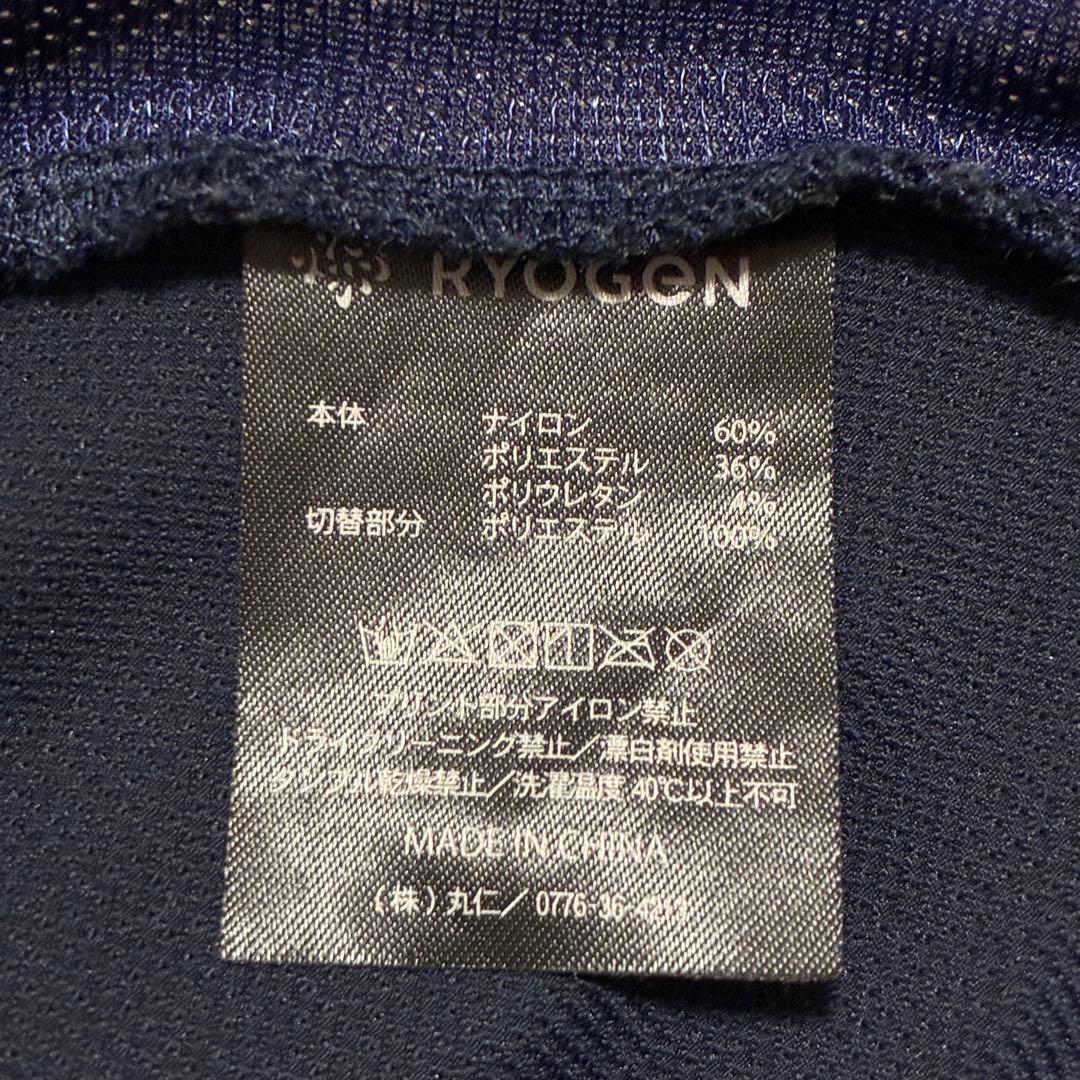 RYOGEN
本体 ナイロン 60%
ポリエステル 36%
ポリウレタン 4%
切替部分 ポリエステル 100%
プリント部分アイロン禁止
ドライクリーニング禁止／漂白剤使用禁止
タンブル乾燥禁止／洗濯温度 40℃以上不可
MADE IN CHINA
(株)丸仁／